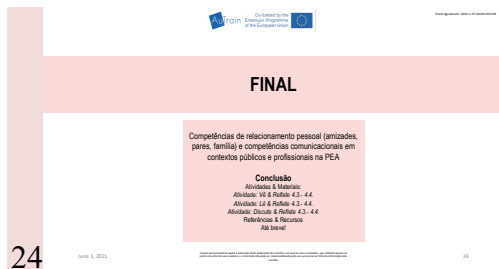 AuTrain
Co-funded by the
Erasmus+ Programme
of the European Union
FINAL
Competências de relacionamento pessoal (amizades,
pares, família) e competências comunicacionais em
contextos públicos e profissionais na PEA
Conclusão
Atividades & Materiais:
Atividade: Vê & Reflete 4.3.- 4.4.
Atividade: Lê & Reflete 4.3.- 4.4.
Atividade: Discute & Reflete 4.3.- 4.4.
Referências & Recursos
Até breve!
24
June 3, 2021
24